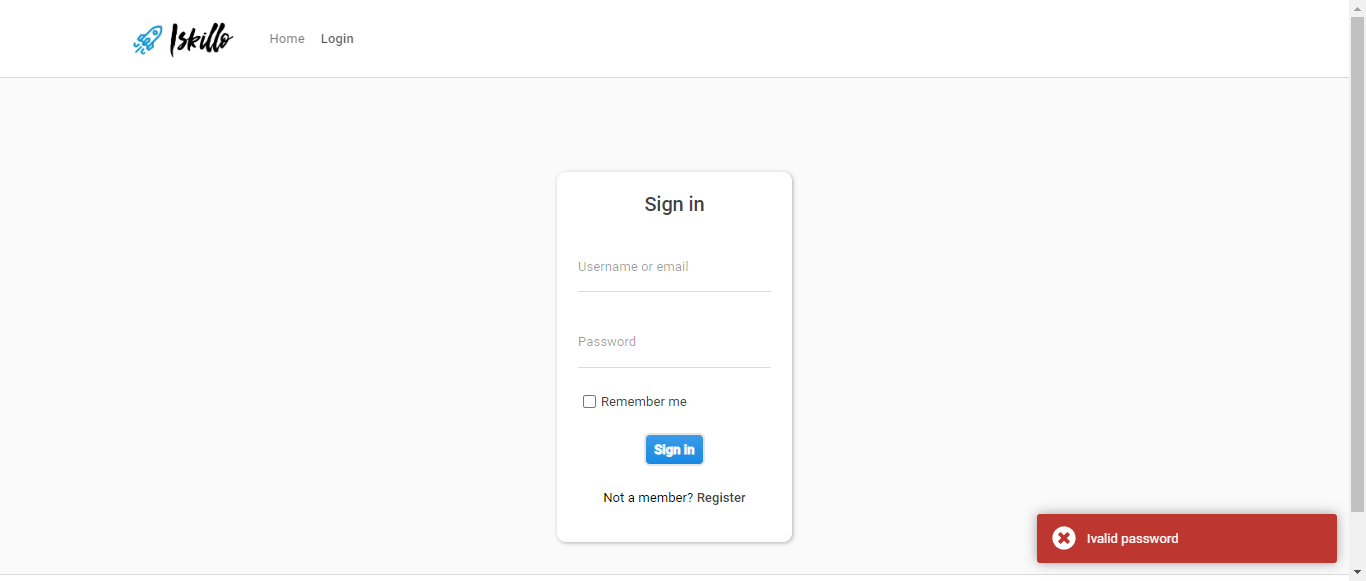 Iskillo Home Login
Sign in
Username or email
Password
Remember me
Sign in
Not a member? Register
Ivalid password